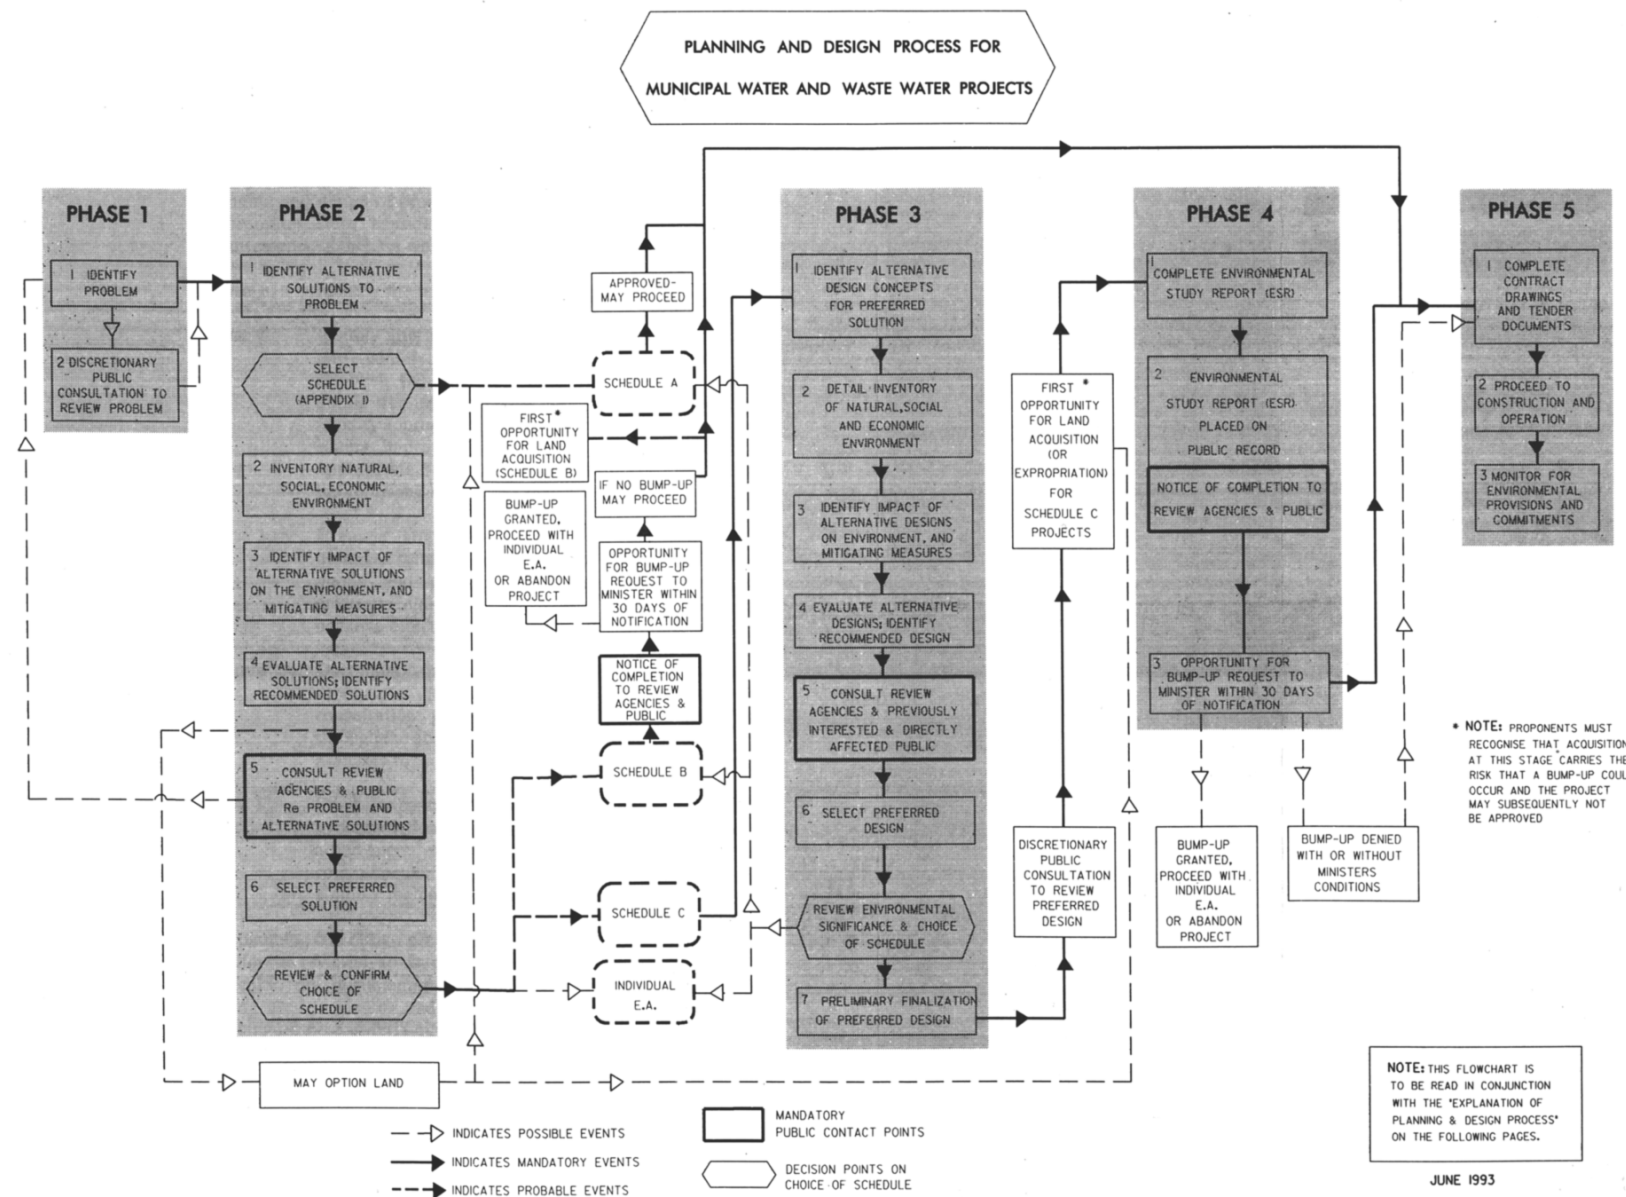 PLANNING AND DESIGN PROCESS FOR
MUNICIPAL WATER AND WASTE WATER PROJECTS
PHASE 1
1 IDENTIFY
PROBLEM
2 DISCRETIONARY
PUBLIC
CONSULTATION TO
REVIEW PROBLEM
PHASE 2
1 IDENTIFY ALTERNATIVE
SOLUTIONS TO
PROBLEM
SELECT
SCHEDULE
(APPENDIX I)
2 INVENTORY NATURAL,
SOCIAL, ECONOMIC
ENVIRONMENT
3 IDENTIFY IMPACT OF
ALTERNATIVE SOLUTIONS
ON THE ENVIRONMENT, AND
MITIGATING MEASURES
4 EVALUATE ALTERNATIVE
SOLUTIONS; IDENTIFY
RECOMMENDED SOLUTIONS
5 CONSULT REVIEW
AGENCIES & PUBLIC
Re PROBLEM AND
ALTERNATIVE SOLUTIONS
6 SELECT PREFERRED
SOLUTION
REVIEW & CONFIRM
CHOICE OF
SCHEDULE
MAY OPTION LAND
APPROVED-
MAY PROCEED
SCHEDULE A
FIRST *
OPPORTUNITY
FOR LAND
ACQUISITION
(SCHEDULE B)
IF NO BUMP-UP
MAY PROCEED
BUMP-UP
GRANTED,
PROCEED WITH
INDIVIDUAL
E.A.
OR ABANDON
PROJECT
OPPORTUNITY
FOR BUMP-UP
REQUEST TO
MINISTER WITHIN
30 DAYS OF
NOTIFICATION
NOTICE OF
COMPLETION
TO REVIEW
AGENCIES &
PUBLIC
SCHEDULE B
SCHEDULE C
INDIVIDUAL
E.A.
PHASE 3
1 IDENTIFY ALTERNATIVE
DESIGN CONCEPTS
FOR PREFERRED
SOLUTION
2 DETAIL INVENTORY
OF NATURAL, SOCIAL
AND ECONOMIC
ENVIRONMENT
3 IDENTIFY IMPACT OF
ALTERNATIVE DESIGNS
ON ENVIRONMENT, AND
MITIGATING MEASURES
4 EVALUATE ALTERNATIVE
DESIGNS; IDENTIFY
RECOMMENDED DESIGN
5 CONSULT REVIEW
AGENCIES & PREVIOUSLY
INTERESTED & DIRECTLY
AFFECTED PUBLIC
6 SELECT PREFERRED
DESIGN
REVIEW ENVIRONMENTAL
SIGNIFICANCE & CHOICE
OF SCHEDULE
7 PRELIMINARY FINALIZATION
OF PREFERRED DESIGN
FIRST *
OPPORTUNITY
FOR LAND
ACQUISITION
(OR
EXPROPRIATION)
FOR
SCHEDULE C
PROJECTS
DISCRETIONARY
PUBLIC
CONSULTATION
TO REVIEW
PREFERRED
DESIGN
PHASE 4
1 COMPLETE ENVIRONMENTAL
STUDY REPORT (ESR)
2 ENVIRONMENTAL
STUDY REPORT (ESR)
PLACED ON
PUBLIC RECORD
NOTICE OF COMPLETION TO
REVIEW AGENCIES & PUBLIC
3 OPPORTUNITY FOR
BUMP-UP REQUEST TO
MINISTER WITHIN 30 DAYS
OF NOTIFICATION
BUMP-UP
GRANTED,
PROCEED WITH
INDIVIDUAL
E.A.
OR ABANDON
PROJECT
BUMP-UP DENIED
WITH OR WITHOUT
MINISTERS
CONDITIONS
PHASE 5
1 COMPLETE
CONTRACT
DRAWINGS
AND TENDER
DOCUMENTS
2 PROCEED TO
CONSTRUCTION AND
OPERATION
3 MONITOR FOR
ENVIRONMENTAL
PROVISIONS AND
COMMITMENTS
* NOTE: PROPONENTS MUST
RECOGNISE THAT ACQUISITION
AT THIS STAGE CARRIES THE
RISK THAT A BUMP-UP COUL
OCCUR AND THE PROJECT
MAY SUBSEQUENTLY NOT
BE APPROVED
INDICATES POSSIBLE EVENTS
INDICATES MANDATORY EVENTS
INDICATES PROBABLE EVENTS
MANDATORY
PUBLIC CONTACT POINTS
DECISION POINTS ON
CHOICE OF SCHEDULE
NOTE: THIS FLOWCHART IS
TO BE READ IN CONJUNCTION
WITH THE "EXPLANATION OF
PLANNING & DESIGN PROCESS"
ON THE FOLLOWING PAGES.
JUNE 1993